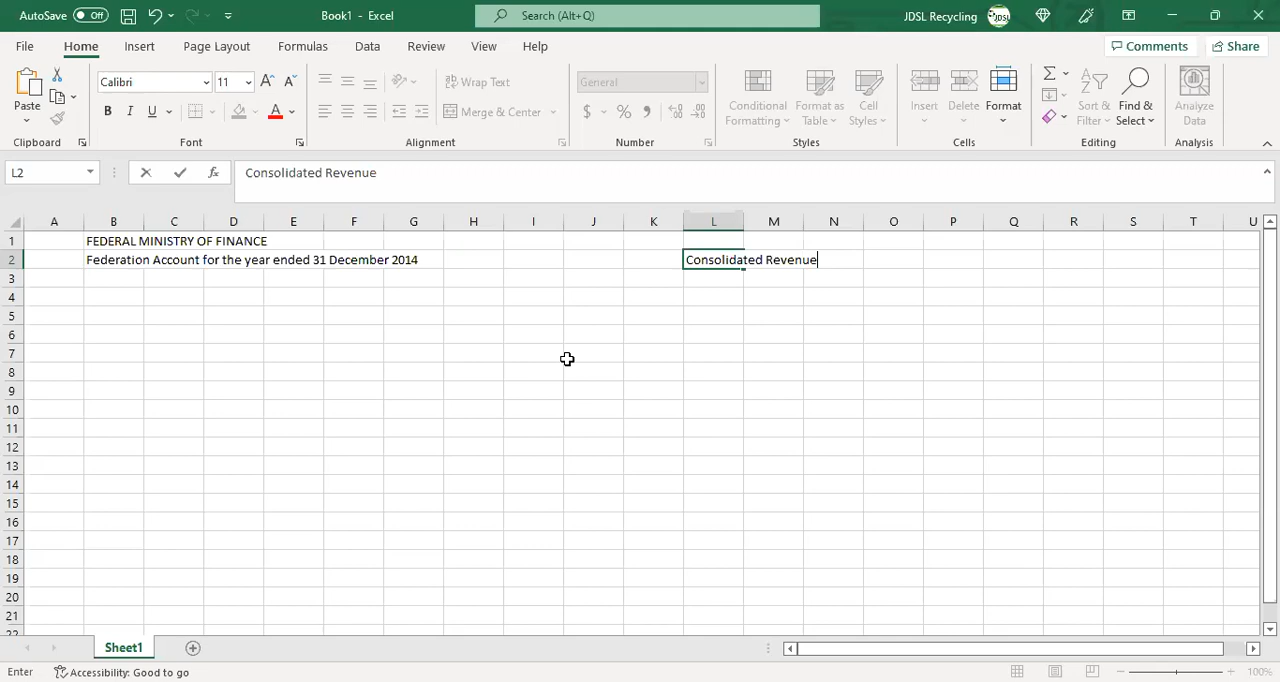 AutoSave Off Book1 - Excel Search (Alt+Q) JDSL Recycling
File Home Insert Page Layout Formulas Data Review View Help Comments Share
Paste Calibri 11 A A Wrap Text General Conditional Formatting Format as Table Cell Styles Insert Delete Format Sort & Filter Find & Select Analyze Data
B I U A Merge & Center $ %
Clipboard Font Alignment Number Styles Cells Editing Analysis
L2 fx Consolidated Revenue
A B C D E F G H I J K L M N O P Q R S T U
1 FEDERAL MINISTRY OF FINANCE
2 Federation Account for the year ended 31 December 2014 Consolidated Revenue
3
4
5
6
7
8
9
10
11
12
13
14
15
16
17
18
19
20
21
22
Sheet1
Enter Accessibility: Good to go 100%